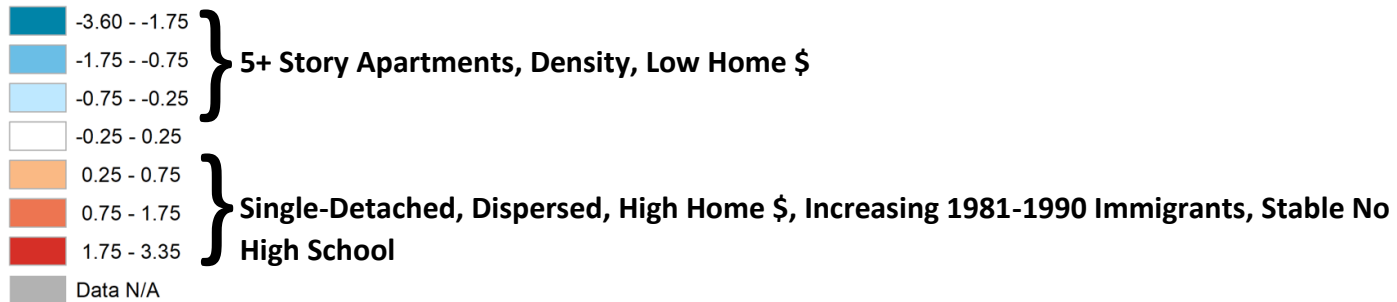 -3.60 - -1.75
-1.75 - -0.75
5+ Story Apartments, Density, Low Home $
-0.75 - -0.25
-0.25 - 0.25
0.25 - 0.75
0.75 - 1.75
Single-Detached, Dispersed, High Home $, Increasing 1981-1990 Immigrants, Stable No
High School
1.75 - 3.35
Data N/A